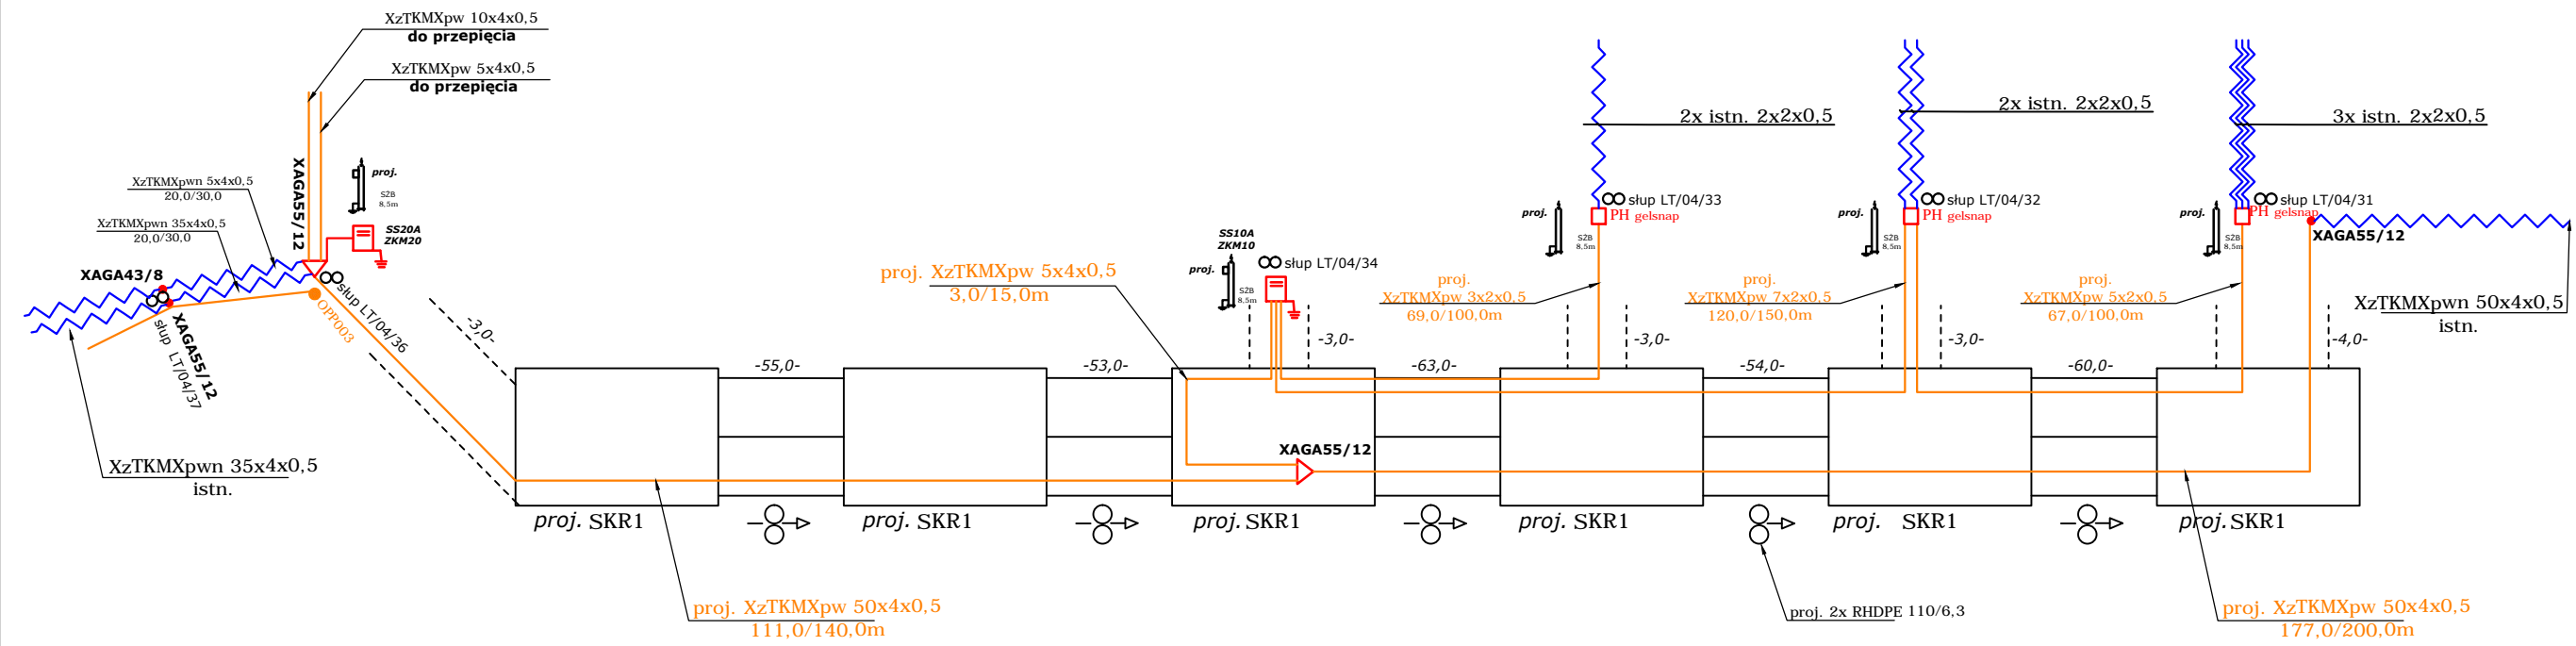 XzTKMXpw 10x4x0,5
do przepięcia
XzTKMXpw 5x4x0,5
do przepięcia
XAGA55/12
proj.
SŻB
8,5m
SS20A
ZKM20
XzTKMXpwn 5x4x0,5
20,0/30,0
XzTKMXpwn 35x4x0,5
20,0/30,0
XAGA43/8
XAGA55/12
słup LT/04/37
OPP003
słup LT/04/36
XzTKMXpwn 35x4x0,5
istn.
-3,0-
-55,0-
-53,0-
proj. XzTKMXpw 5x4x0,5
3,0/15,0m
SS10A
ZKM10
proj.
SŻB
8,5m
słup LT/04/34
-3,0-
-63,0-
XAGA55/12
2x istn. 2x2x0,5
proj.
SŻB
8,5m
słup LT/04/33
PH gelsnap
proj.
XzTKMXpw 3x2x0,5
69,0/100,0m
-3,0-
-54,0-
2x istn. 2x2x0,5
proj.
SŻB
8,5m
słup LT/04/32
PH gelsnap
proj.
XzTKMXpw 7x2x0,5
120,0/150,0m
-3,0-
-60,0-
3x istn. 2x2x0,5
proj.
SŻB
8,5m
słup LT/04/31
PH gelsnap
XAGA55/12
proj.
XzTKMXpw 5x2x0,5
67,0/100,0m
-4,0-
XzTKMXpwn 50x4x0,5
istn.
proj. SKR1
proj. SKR1
proj. SKR1
proj. SKR1
proj. SKR1
proj. SKR1
proj. XzTKMXpw 50x4x0,5
111,0/140,0m
proj. 2x RHDPE 110/6,3
proj. XzTKMXpw 50x4x0,5
177,0/200,0m